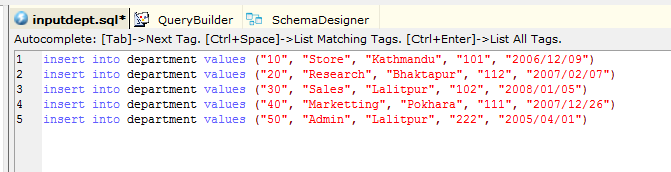 inputdept.sql* QueryBuilder SchemaDesigner
Autocomplete: [Tab]->Next Tag. [Ctrl+Space]->List Matching Tags. [Ctrl+Enter]->List All Tags.
1 insert into department values ("10", "Store", "Kathmandu", "101", "2006/12/09")
2 insert into department values ("20", "Research", "Bhaktapur", "112", "2007/02/07")
3 insert into department values ("30", "Sales", "Lalitpur", "102", "2008/01/05")
4 insert into department values ("40", "Marketting", "Pokhara", "111", "2007/12/26")
5 insert into department values ("50", "Admin", "Lalitpur", "222", "2005/04/01")